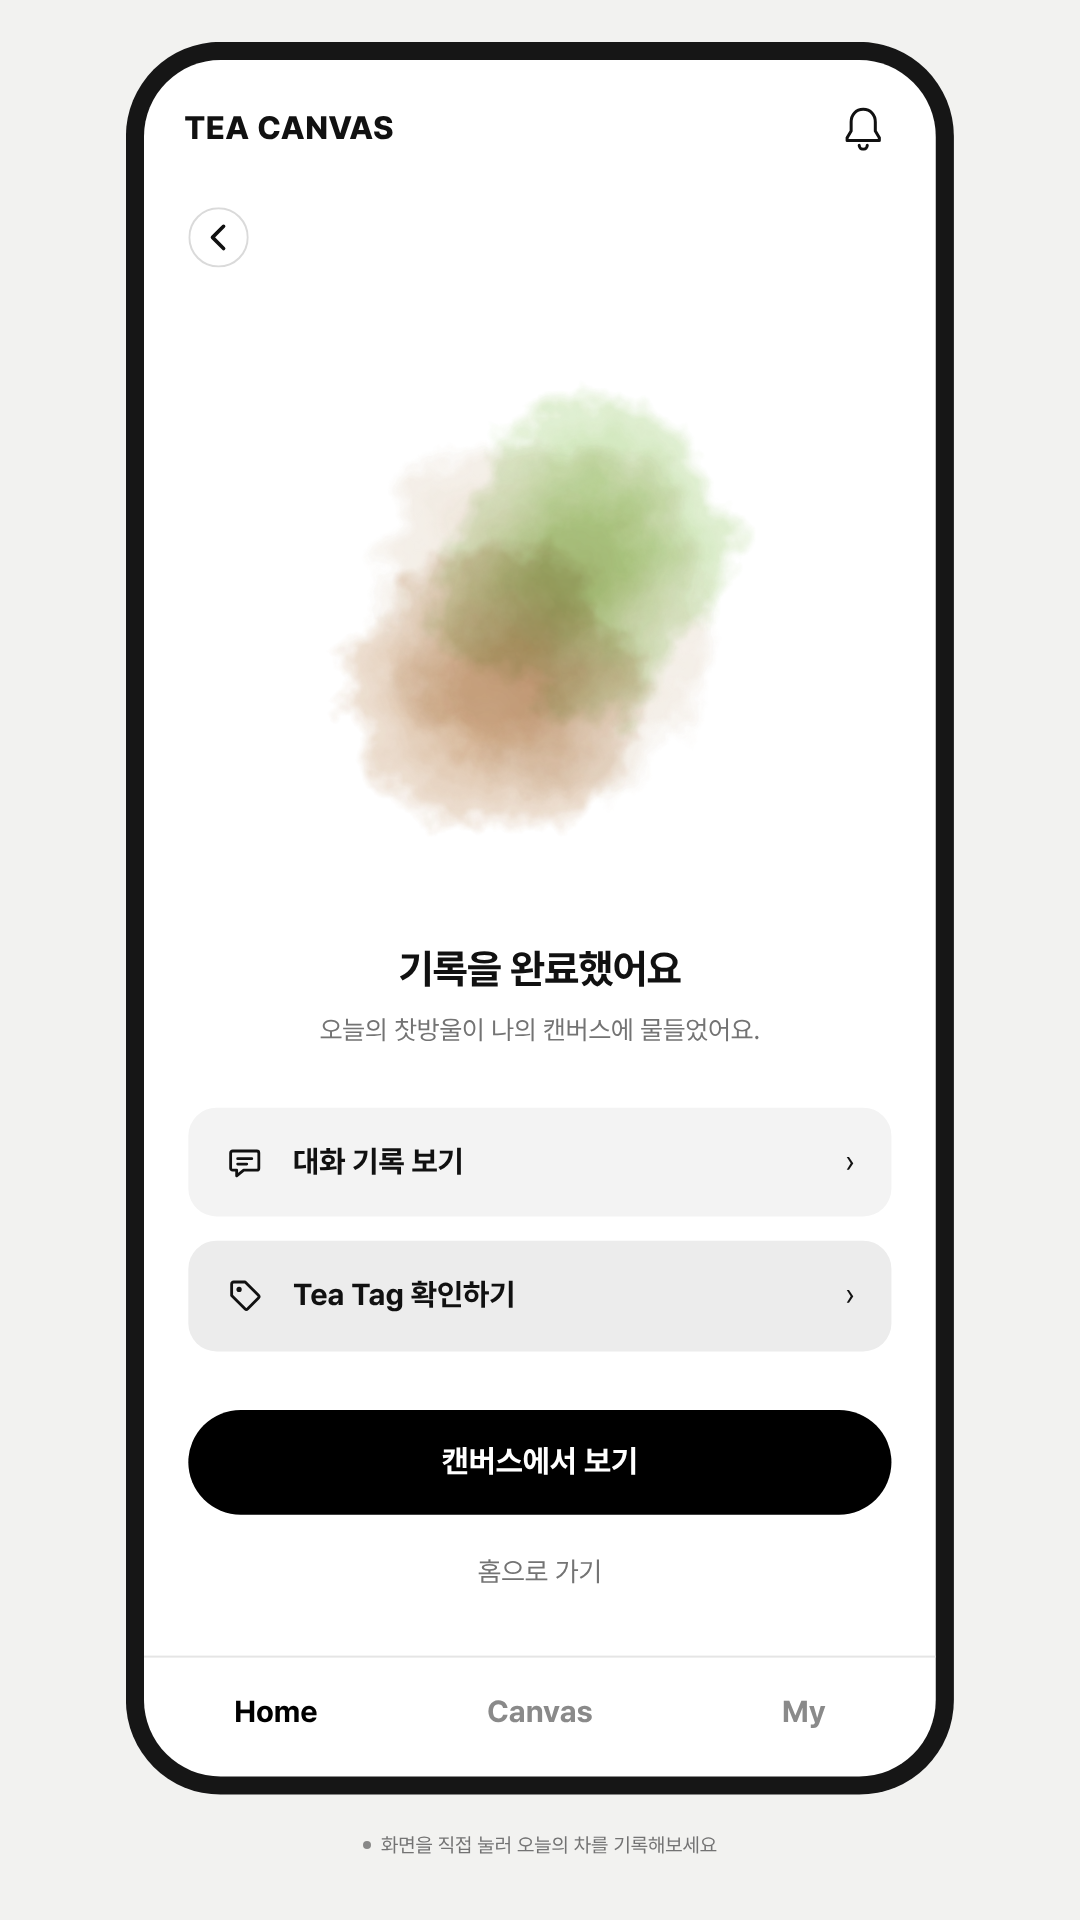 TEA CANVAS
기록을 완료했어요
오늘의 찻방울이 나의 캔버스에 물들었어요.
대화 기록 보기
Tea Tag 확인하기
캔버스에서 보기
홈으로 가기
Home Canvas My
화면을 직접 눌러 오늘의 차를 기록해보세요